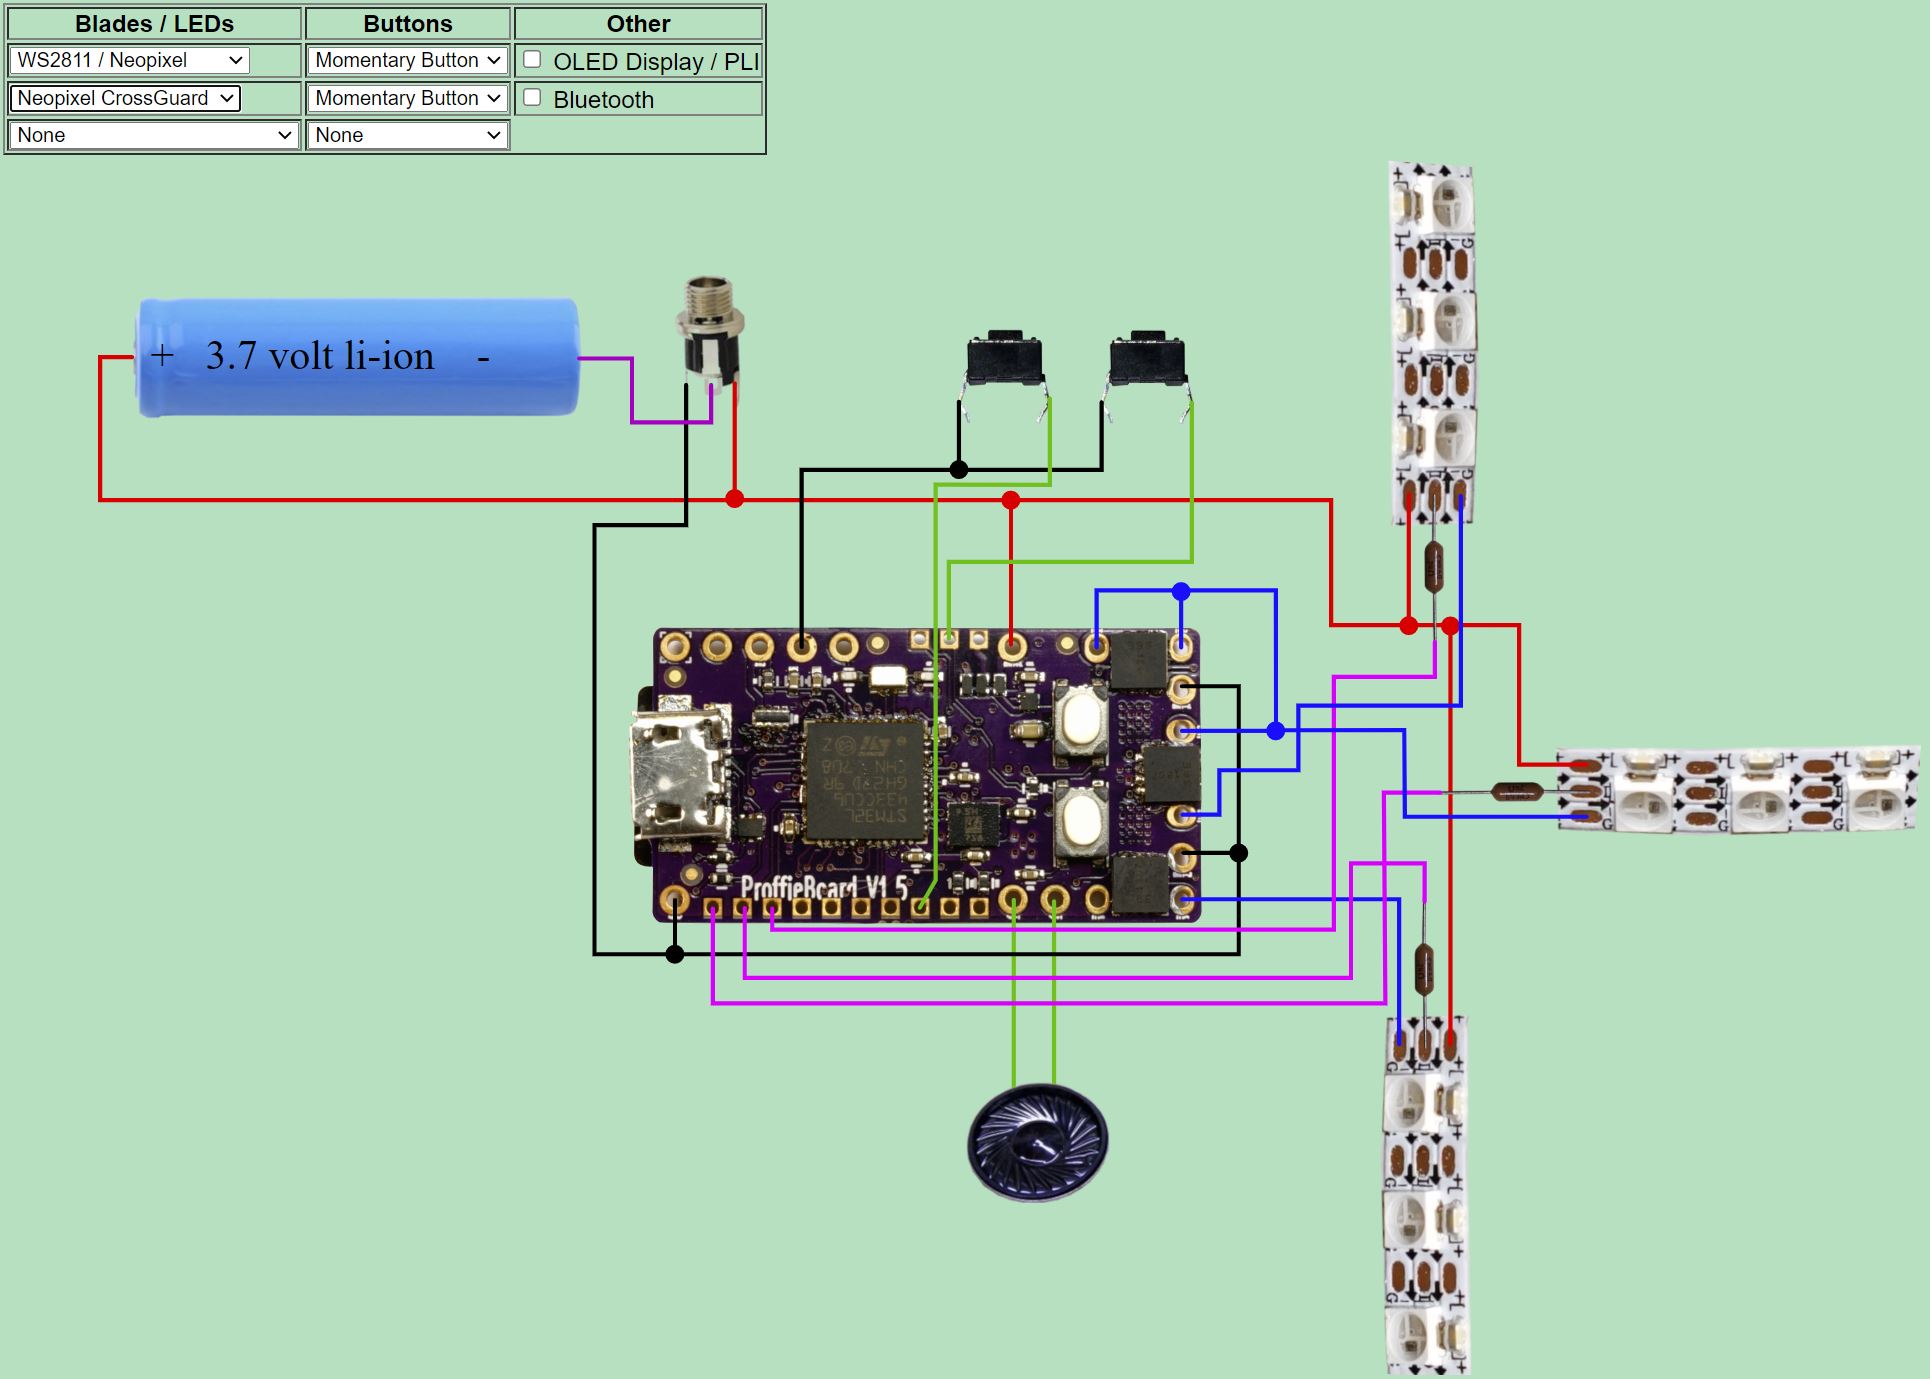 Blades / LEDs
Buttons
Other
WS2811 / Neopixel
Momentary Button
OLED Display / PLI
Neopixel CrossGuard
Momentary Button
Bluetooth
None
None
+ 3.7 volt li-ion -
ProffieBoard V1 5